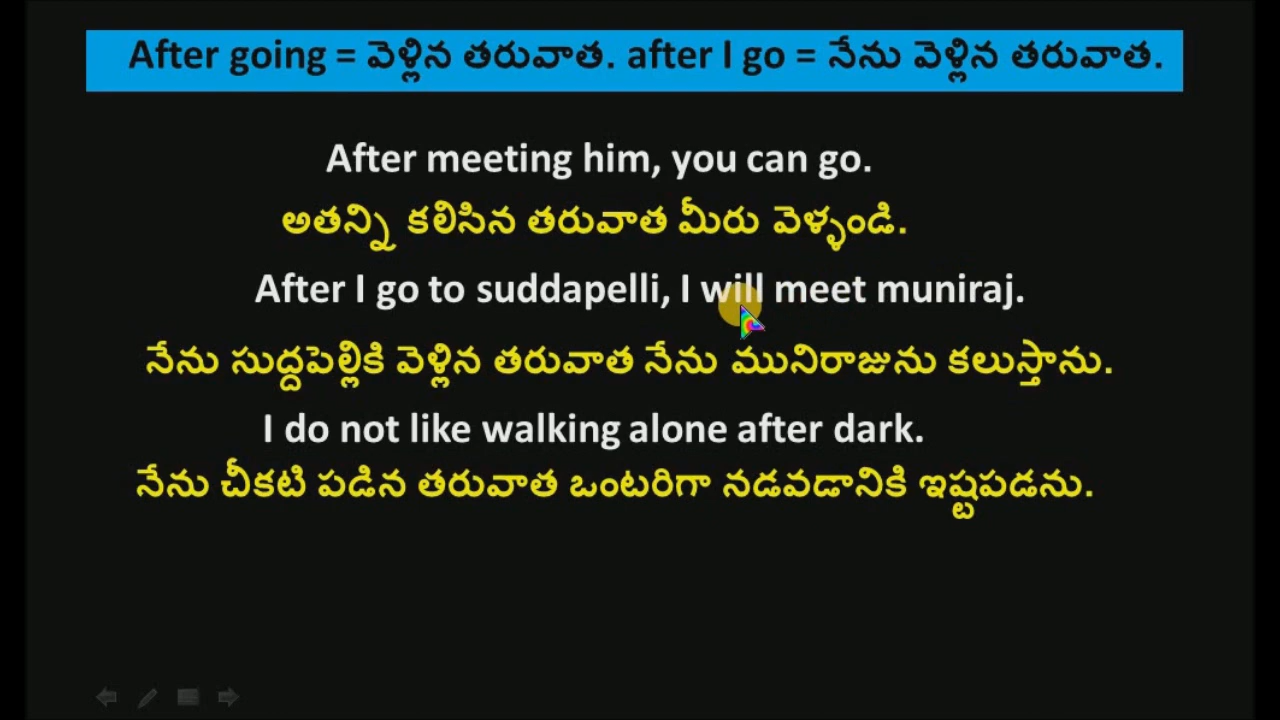 After going = వెళ్లిన తరువాత. after I go = నేను వెళ్లిన తరువాత.
After meeting him, you can go.
అతన్ని కలిసిన తరువాత మీరు వెళ్ళండి.
After I go to suddapelli, I will meet muniraj.
నేను సుద్దపెల్లికి వెళ్లిన తరువాత నేను మునిరాజును కలుస్తాను.
I do not like walking alone after dark.
నేను చీకటి పడిన తరువాత ఒంటరిగా నడవడానికి ఇష్టపడను.